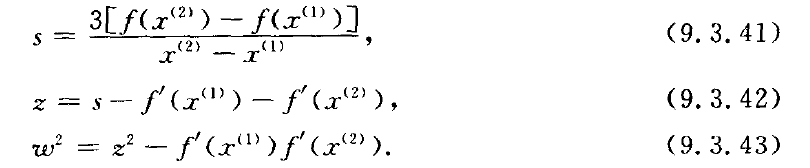 s = \frac{3[f(x^{(2)}) - f(x^{(1)})]}{x^{(2)} - x^{(1)}}, (9.3.41)
z = s - f'(x^{(1)}) - f'(x^{(2)}), (9.3.42)
w^2 = z^2 - f'(x^{(1)})f'(x^{(2)}). (9.3.43)